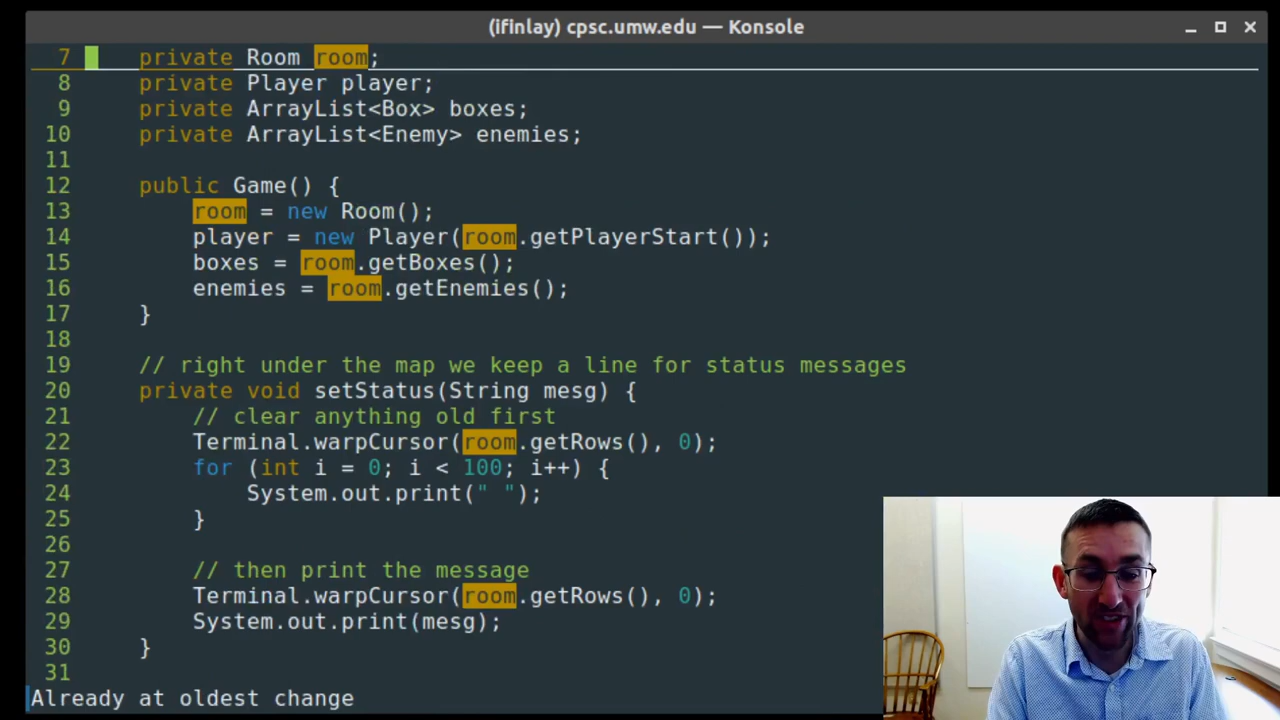 (ifinlay) cpsc.umw.edu — Konsole
7 private Room room;
8 private Player player;
9 private ArrayList<Box> boxes;
10 private ArrayList<Enemy> enemies;
11
12 public Game() {
13 room = new Room();
14 player = new Player(room.getPlayerStart());
15 boxes = room.getBoxes();
16 enemies = room.getEnemies();
17 }
18
19 // right under the map we keep a line for status messages
20 private void setStatus(String mesg) {
21 // clear anything old first
22 Terminal.warpCursor(room.getRows(), 0);
23 for (int i = 0; i < 100; i++) {
24 System.out.print(" ");
25 }
26
27 // then print the message
28 Terminal.warpCursor(room.getRows(), 0);
29 System.out.print(mesg);
30 }
31
Already at oldest change